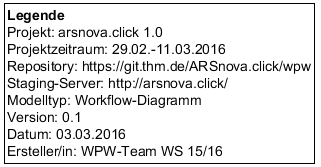 Legende
Projekt: arsnova.click 1.0
Projektzeitraum: 29.02.-11.03.2016
Repository: https://git.thm.de/ARSnova.click/wpw
Staging-Server: http://arsnova.click/
Modelltyp: Workflow-Diagramm
Version: 0.1
Datum: 03.03.2016
Ersteller/in: WPW-Team WS 15/16